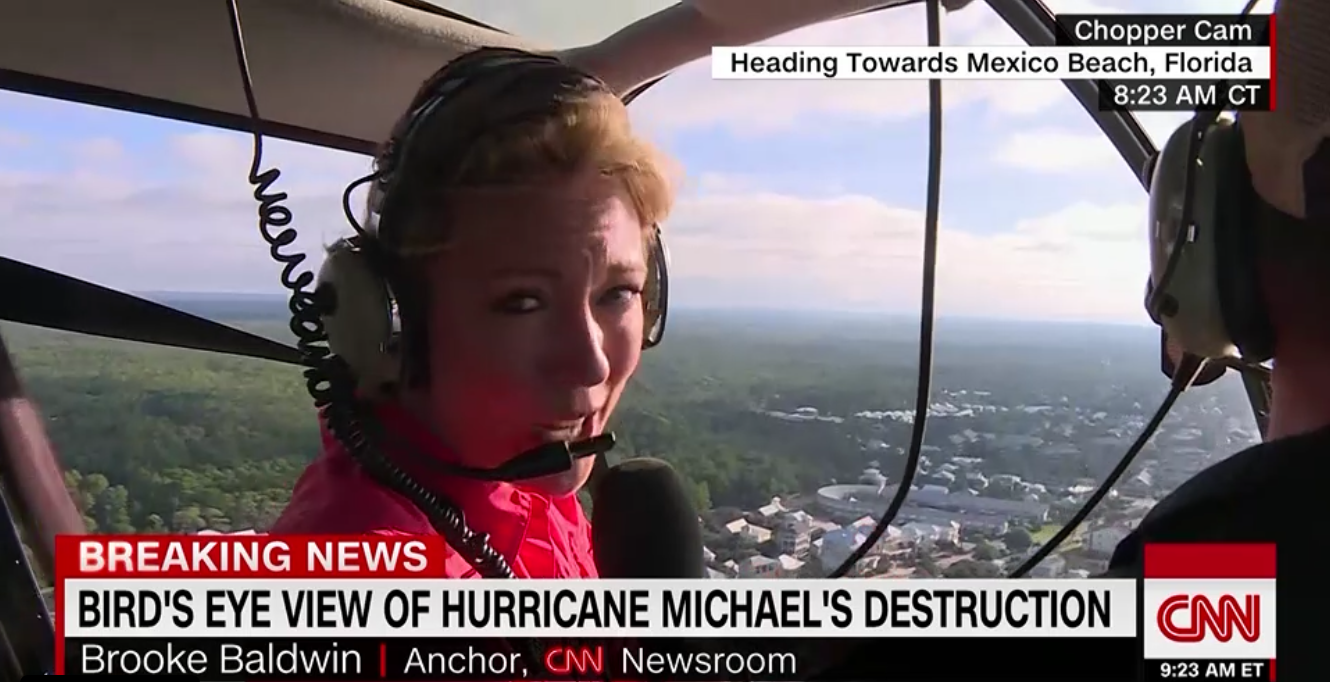 Chopper Cam
Heading Towards Mexico Beach, Florida
8:23 AM CT
BREAKING NEWS
BIRD'S EYE VIEW OF HURRICANE MICHAEL'S DESTRUCTION
Brooke Baldwin | Anchor, CNN Newsroom
CNN
9:23 AM ET